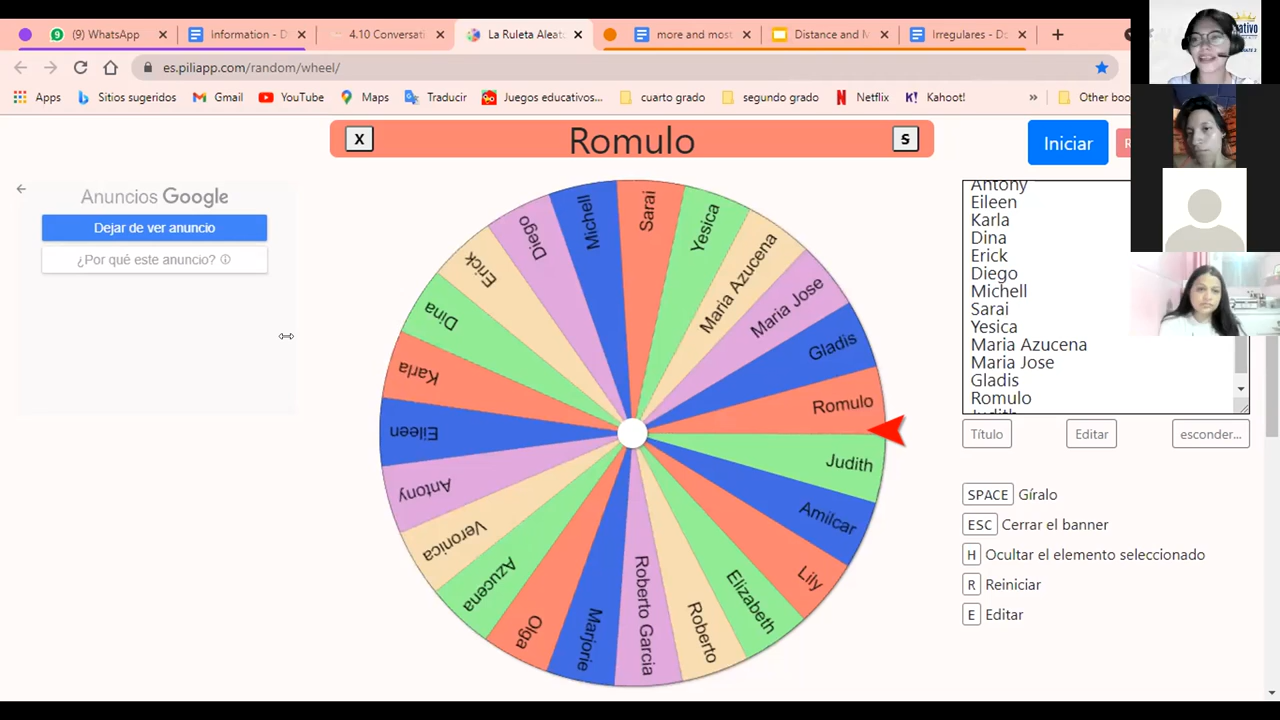 (9) WhatsApp
Information - D
4.10 Conversati
La Ruleta Aleat
more and most
Distance and M
Irregulares - Do
es.piliapp.com/random/wheel/
Apps
Sitios sugeridos
Gmail
YouTube
Maps
Traducir
Juegos educativos...
cuarto grado
segundo grado
Netflix
Kahoot!
Other boo
X
Romulo
S
Iniciar
R
Anuncios Google
Dejar de ver anuncio
¿Por qué este anuncio?
Sarai
Yesica
Maria Azucena
Maria Jose
Gladis
Romulo
Judith
Amilcar
Lily
Elizabeth
Roberto
Roberto Garcia
Marjorie
Olga
Azucena
Veronica
Antony
Eileen
Karla
Dina
Erick
Diego
Michell
Antony
Eileen
Karla
Dina
Erick
Diego
Michell
Sarai
Yesica
Maria Azucena
Maria Jose
Gladis
Romulo
Judith
Título
Editar
esconder...
SPACE Gíralo
ESC Cerrar el banner
H Ocultar el elemento seleccionado
R Reiniciar
E Editar